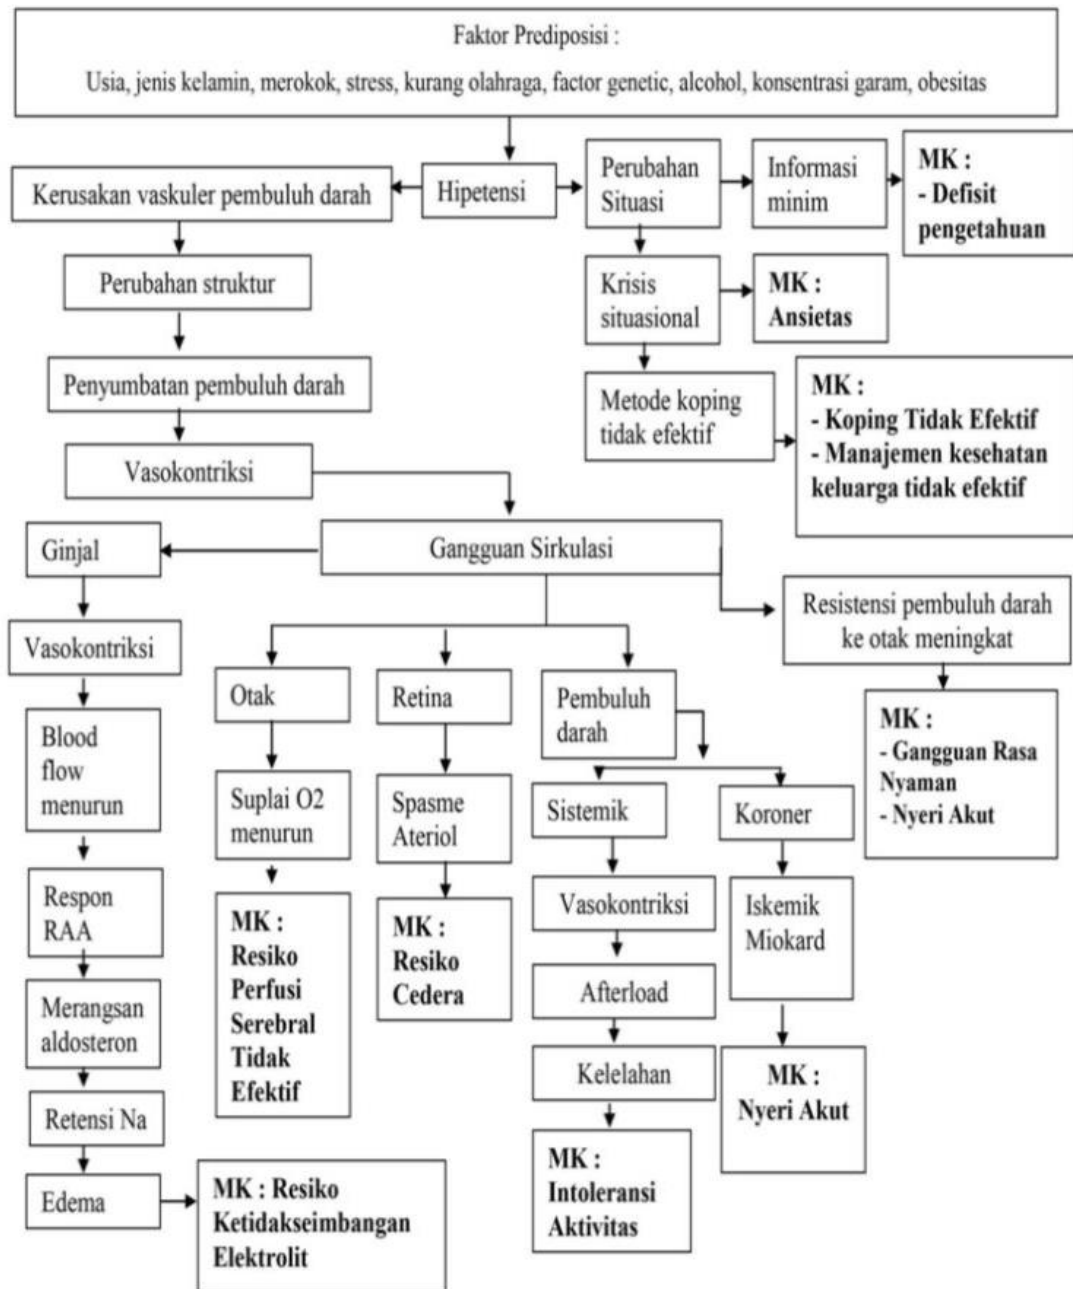 Faktor Prediposisi :
Usia, jenis kelamin, merokok, stress, kurang olahraga, factor genetic, alcohol, konsentrasi garam, obesitas
Kerusakan vaskuler pembuluh darah
Hipetensi
Perubahan
Situasi
Informasi
minim
MK :
- Defisit
pengetahuan
Perubahan struktur
Krisis
situasional
MK :
Ansietas
Penyumbatan pembuluh darah
Metode koping
tidak efektif
MK :
- Koping Tidak Efektif
- Manajemen kesehatan
keluarga tidak efektif
Vasokontriksi
Gangguan Sirkulasi
Ginjal
Resistensi pembuluh darah
ke otak meningkat
MK :
- Gangguan Rasa
Nyaman
- Nyeri Akut
Vasokontriksi
Blood
flow
menurun
Respon
RAA
Merangsan
aldosteron
Retensi Na
Edema
MK : Resiko
Ketidakseimbangan
Elektrolit
Otak
Suplai O2
menurun
MK :
Resiko
Perfusi
Serebral
Tidak
Efektif
Retina
Spasme
Ateriol
MK :
Resiko
Cedera
Pembuluh
darah
Sistemik
Vasokontriksi
Afterload
Kelelahan
MK :
Intoleransi
Aktivitas
Koroner
Iskemik
Miokard
MK :
Nyeri Akut